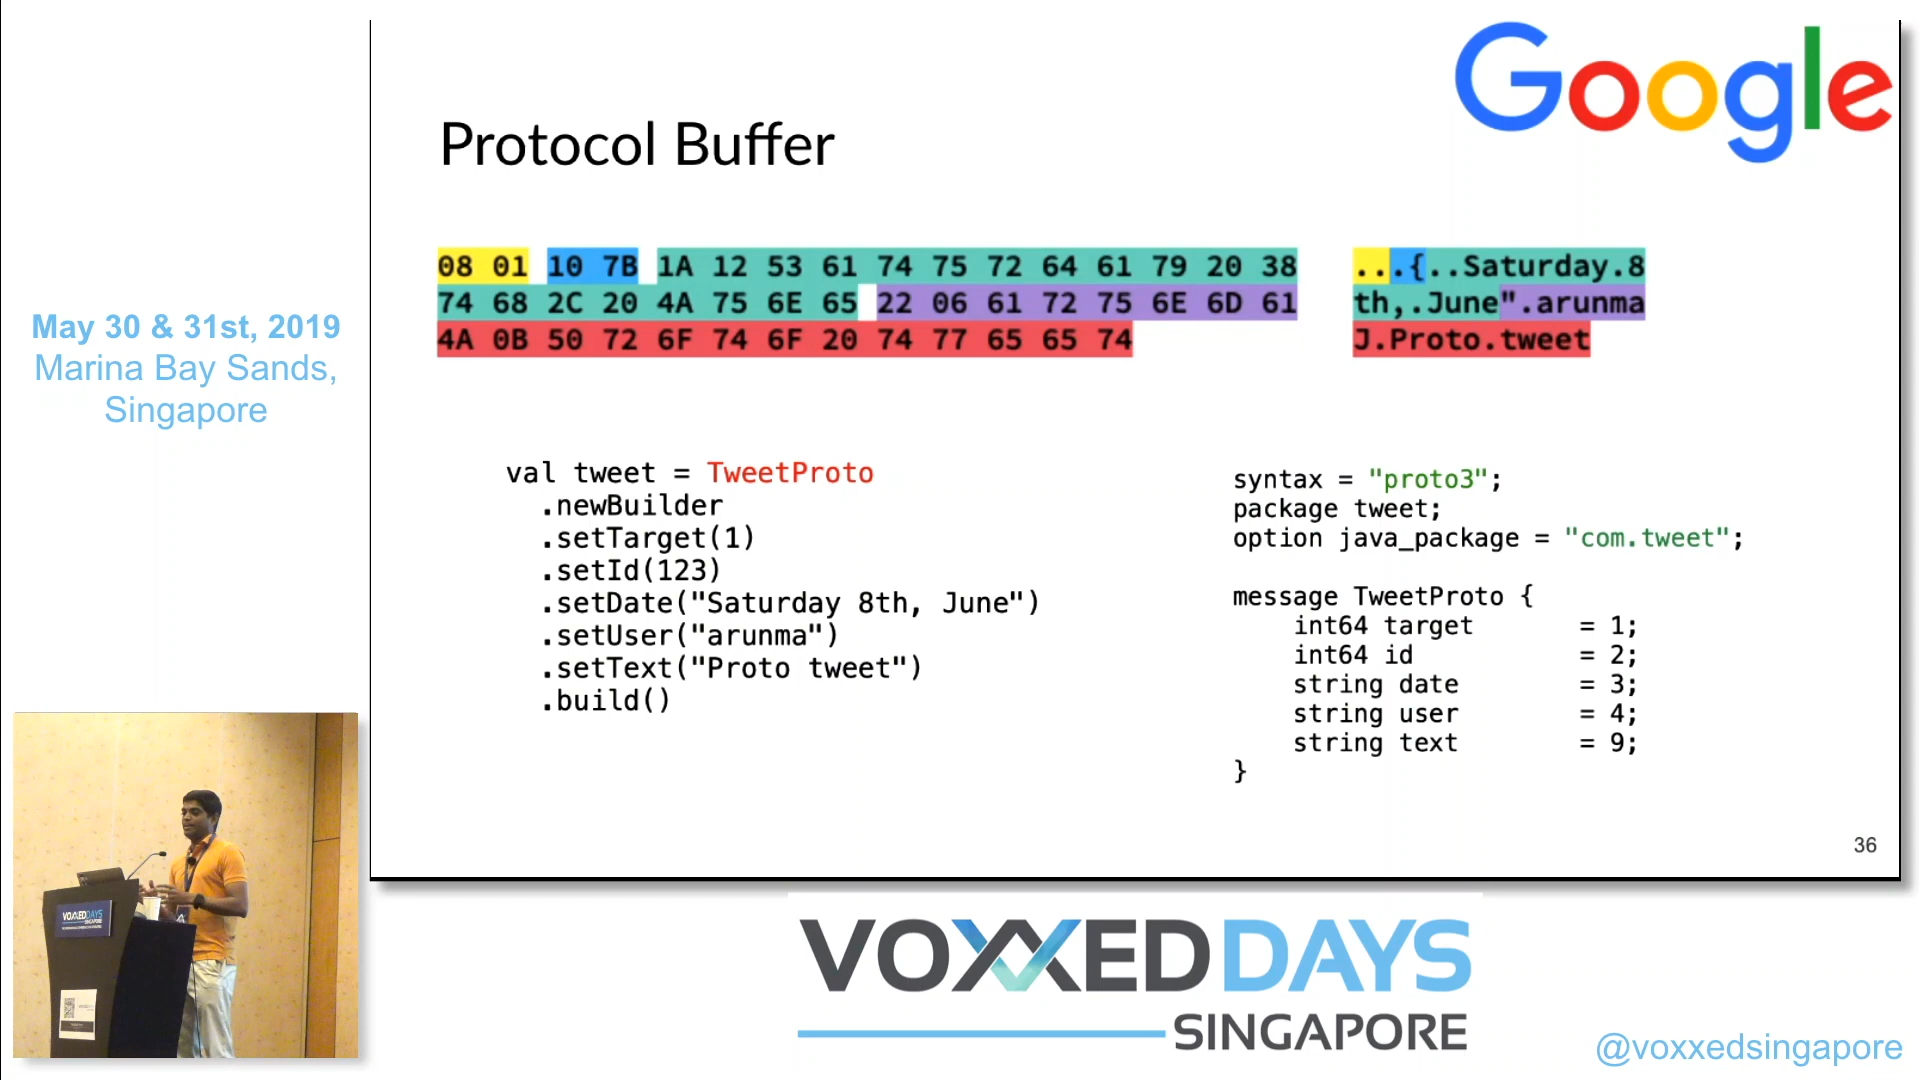 Google
Protocol Buffer
08 01 10 7B 1A 12 53 61 74 75 72 64 61 79 20 38
74 68 2C 20 4A 75 6E 65 22 06 61 72 75 6E 6D 61
4A 0B 50 72 6F 74 6F 20 74 77 65 65 74
...{..Saturday.8
th,.June".arunma
J.Proto.tweet
May 30 & 31st, 2019
Marina Bay Sands,
Singapore
val tweet = TweetProto
.newBuilder
.setTarget(1)
.setId(123)
.setDate("Saturday 8th, June")
.setUser("arunma")
.setText("Proto tweet")
.build()
syntax = "proto3";
package tweet;
option java_package = "com.tweet";
message TweetProto {
int64 target = 1;
int64 id = 2;
string date = 3;
string user = 4;
string text = 9;
}
36
VOXXEDDAYS
SINGAPORE
VOXXEDDAYS
SINGAPORE
@voxxedsingapore